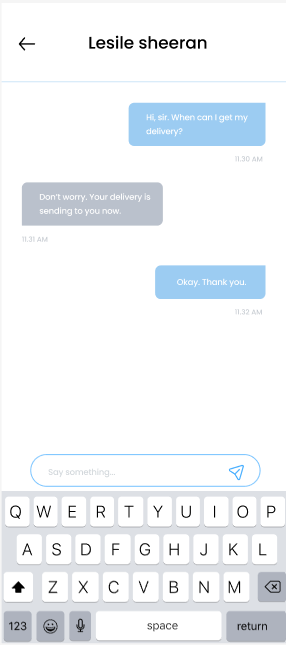 Lesile sheeran
Hi, sir. When can I get my
delivery?
11.30 AM
Don't worry. Your delivery is
sending to you now.
11.31 AM
Okay. Thank you.
11.32 AM
Say something...
Q W E R T Y U I O P
A S D F G H J K L
Z X C V B N M
123 space return